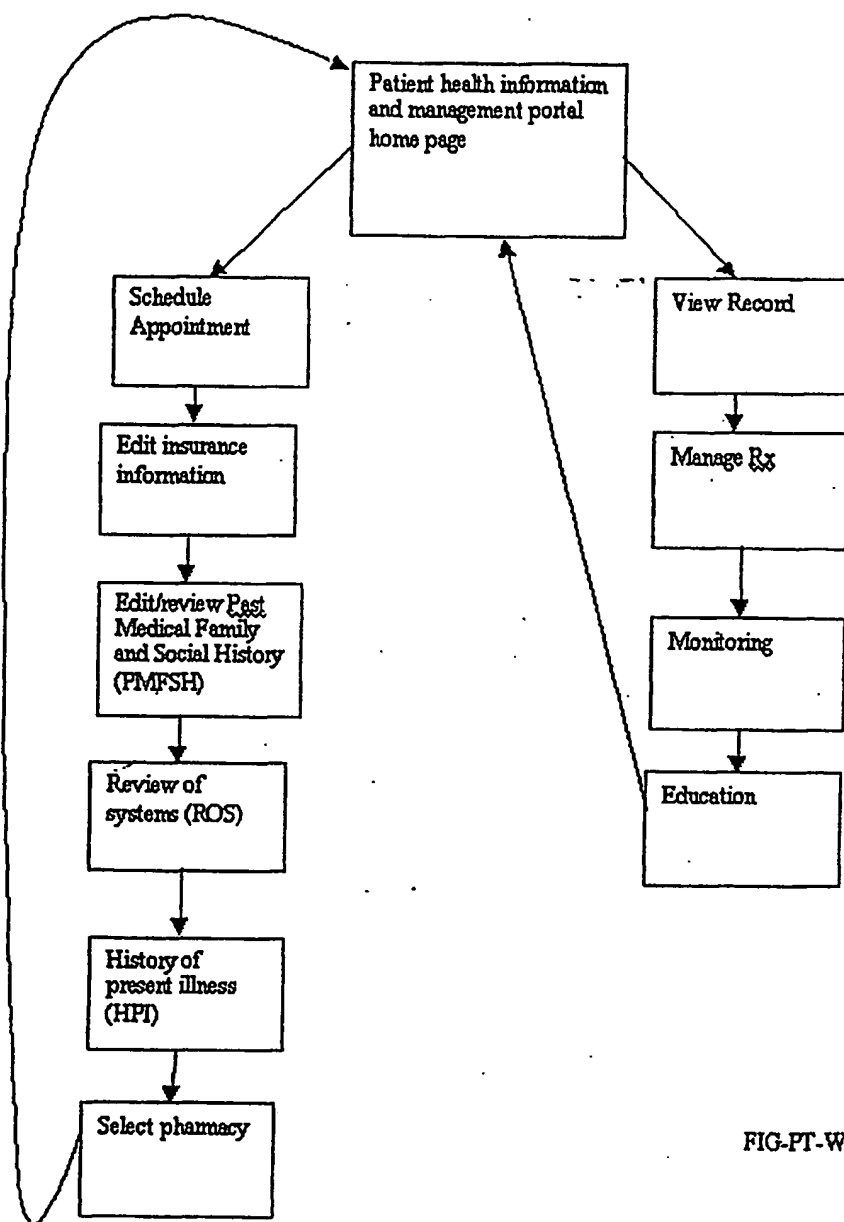 Patient health information
and management portal
home page
Schedule
Appointment
View Record
Edit insurance
information
Manage Rx
Edit/review Past
Medical Family
and Social History
(PMFSH)
Monitoring
Review of
systems (ROS)
Education
History of
present illness
(HPI)
Select pharmacy
FIG-PT-W